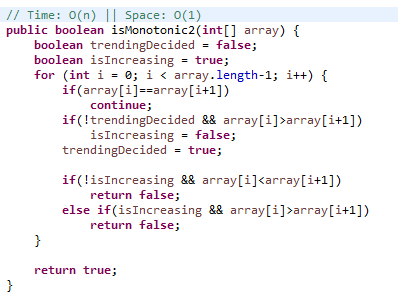 // Time: O(n) || Space: O(1)
public boolean isMonotonic2(int[] array) {
    boolean trendingDecided = false;
    boolean isIncreasing = true;
    for (int i = 0; i < array.length-1; i++) {
        if(array[i]==array[i+1])
            continue;
        if(!trendingDecided && array[i]>array[i+1])
            isIncreasing = false;
        trendingDecided = true;

        if(!isIncreasing && array[i]<array[i+1])
            return false;
        else if(isIncreasing && array[i]>array[i+1])
            return false;
    }

    return true;
}